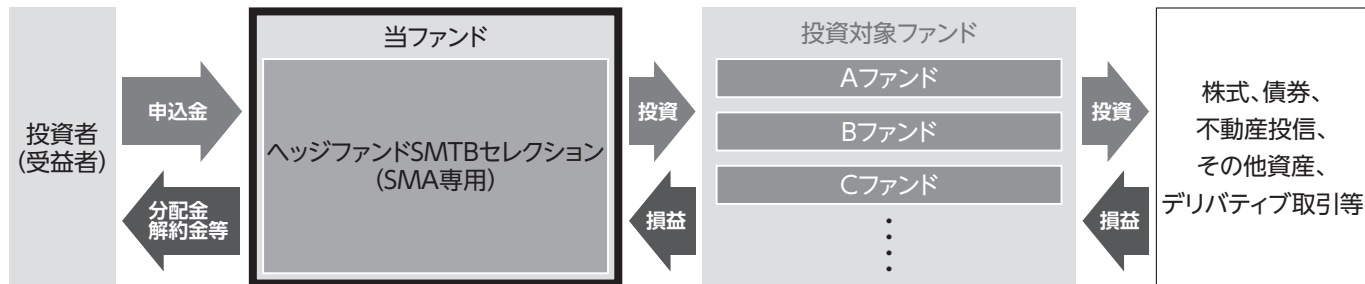 投資者
(受益者)
申込金
分配金
解約金等
当ファンド
ヘッジファンドSMTBセレクション
(SMA専用)
投資
損益
投資対象ファンド
Aファンド
Bファンド
Cファンド
投資
損益
株式、債券、
不動産投信、
その他資産、
デリバティブ取引等